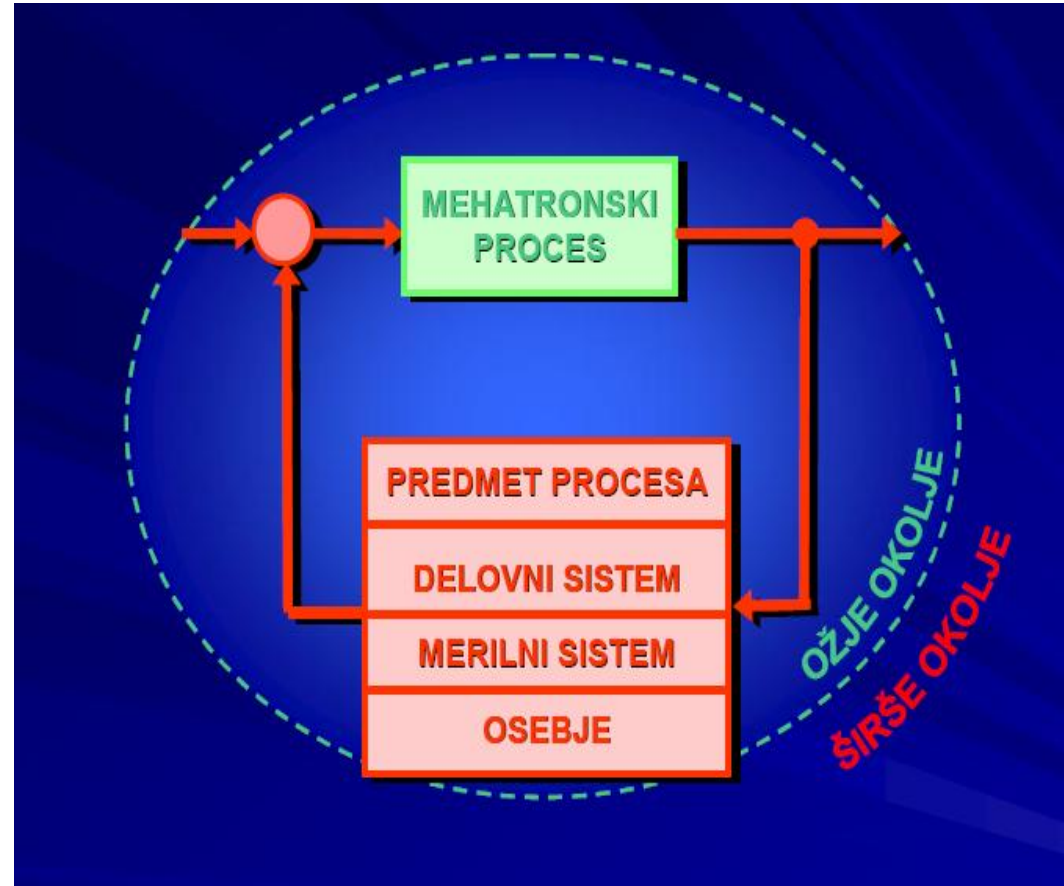 MEHATRONSKI
PROCES
PREDMET PROCESA
DELOVNI SISTEM
MERILNI SISTEM
OSEBJE
OŽJE OKOLJE
ŠIRŠE OKOLJE